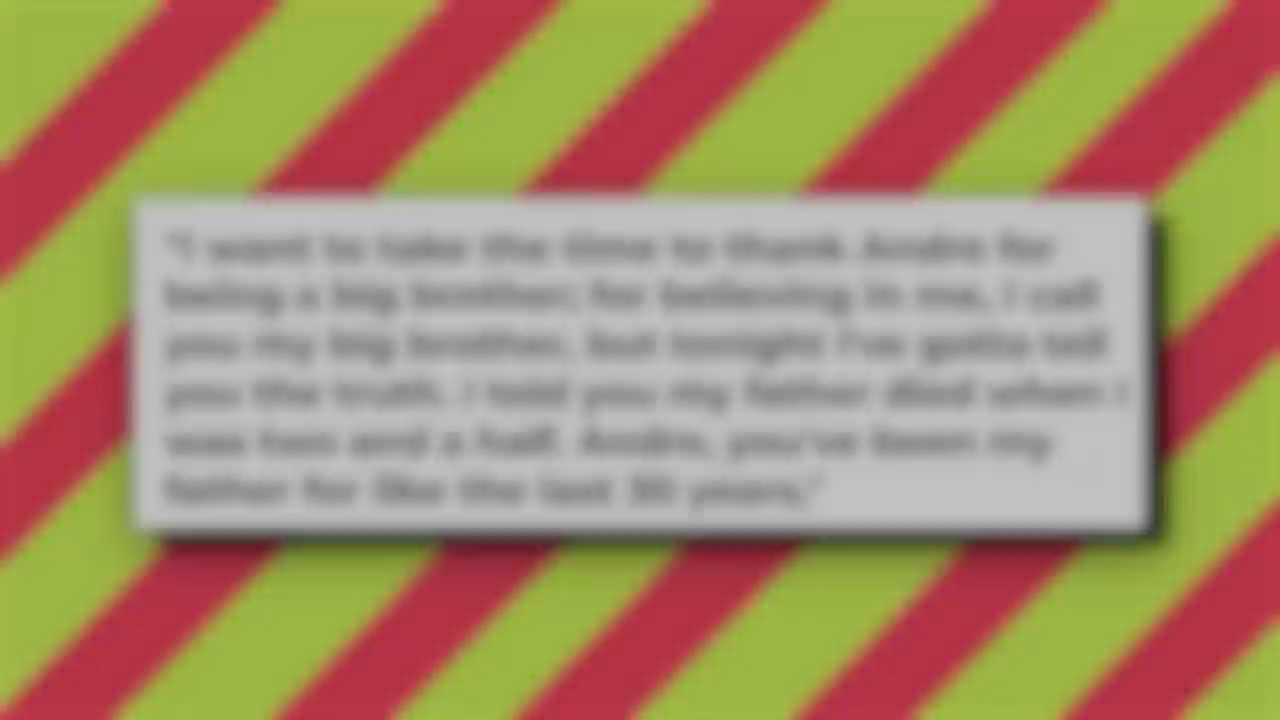 "I want to take the time to thank Andre for
being a big brother; for believing in me, I call
you my big brother, but tonight I've gotta tell
you the truth. I told you my father died when I
was two and a half. Andre, you've been my
father for like the last 30 years,"